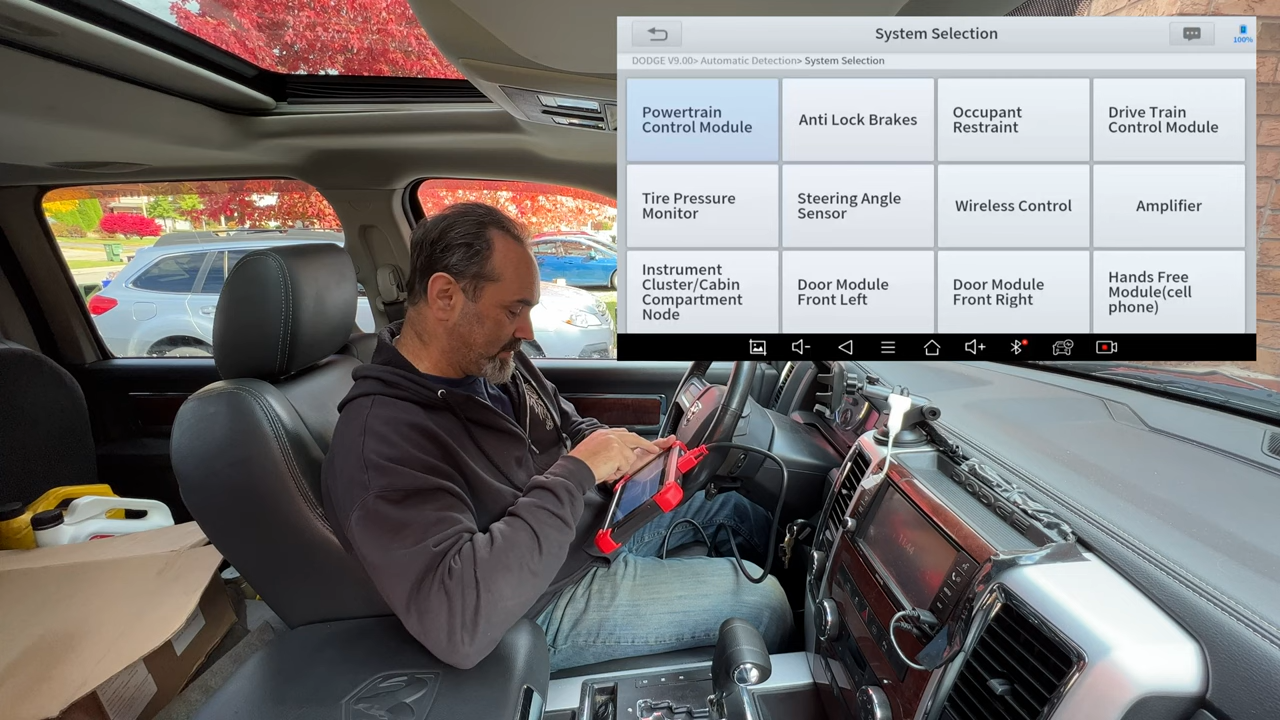 System Selection
100%
DODGE V9.00> Automatic Detection> System Selection
Powertrain
Control Module
Anti Lock Brakes
Occupant
Restraint
Drive Train
Control Module
Tire Pressure
Monitor
Steering Angle
Sensor
Wireless Control
Amplifier
Instrument
Cluster/Cabin
Compartment
Node
Door Module
Front Left
Door Module
Front Right
Hands Free
Module(cell
phone)